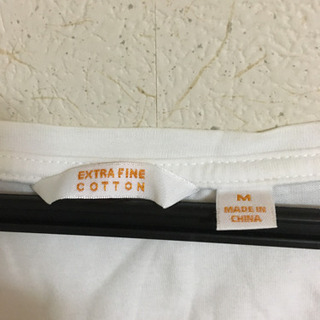 EXTRA FINE
COTTON
M
MADE IN
CHINA